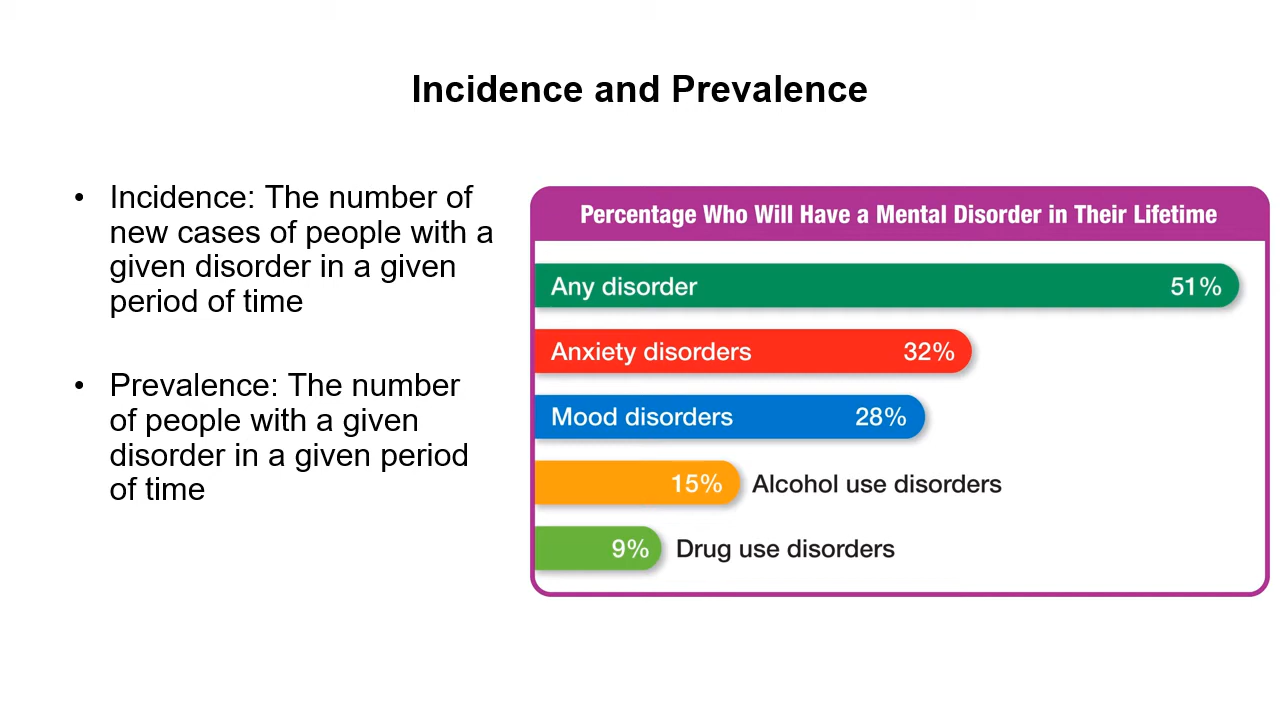 Incidence and Prevalence
• Incidence: The number of
new cases of people with a
given disorder in a given
period of time
• Prevalence: The number
of people with a given
disorder in a given period
of time
Percentage Who Will Have a Mental Disorder in Their Lifetime
Any disorder 51%
Anxiety disorders 32%
Mood disorders 28%
15% Alcohol use disorders
9% Drug use disorders